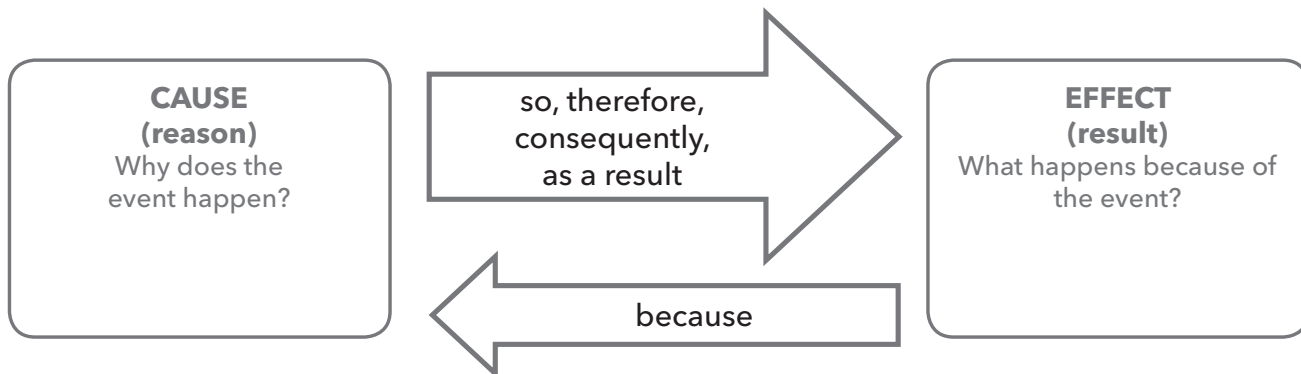 CAUSE
(reason)
Why does the
event happen?
so, therefore,
consequently,
as a result
EFFECT
(result)
What happens because of
the event?
because